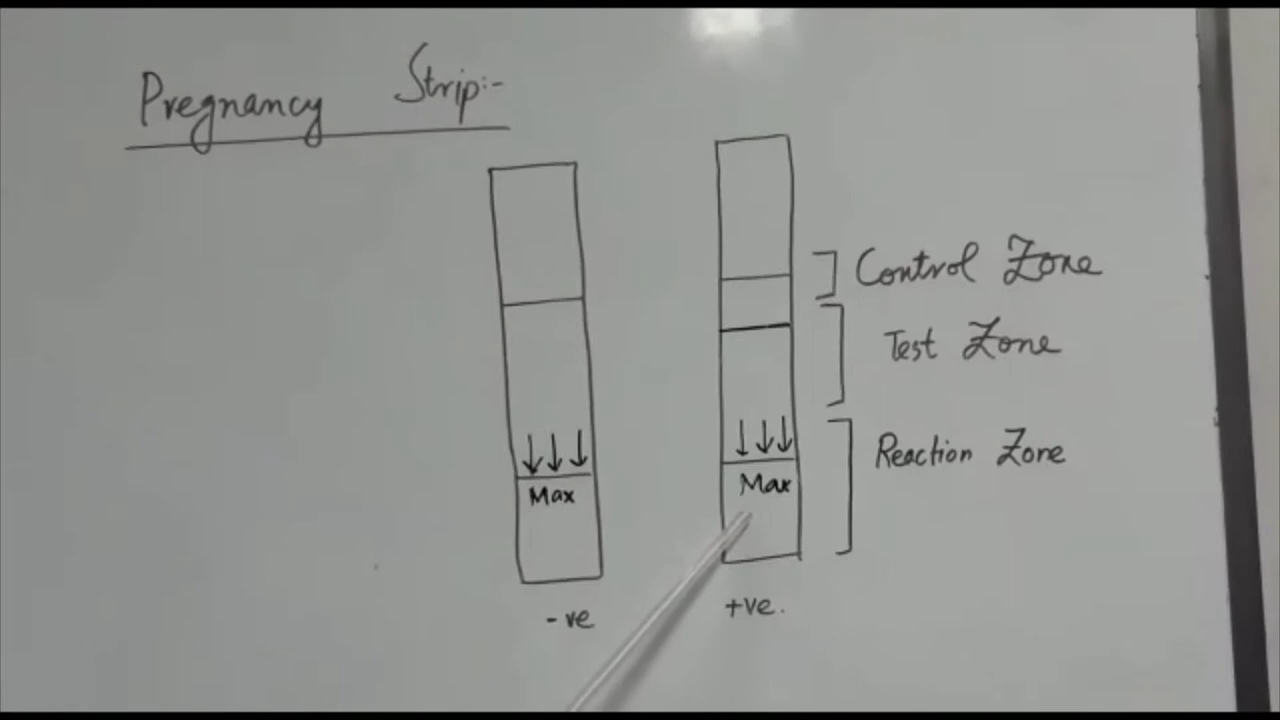 Pregnancy Strip:-
Control Zone
Test Zone
Reaction Zone
Max
Max
-ve
+ve.